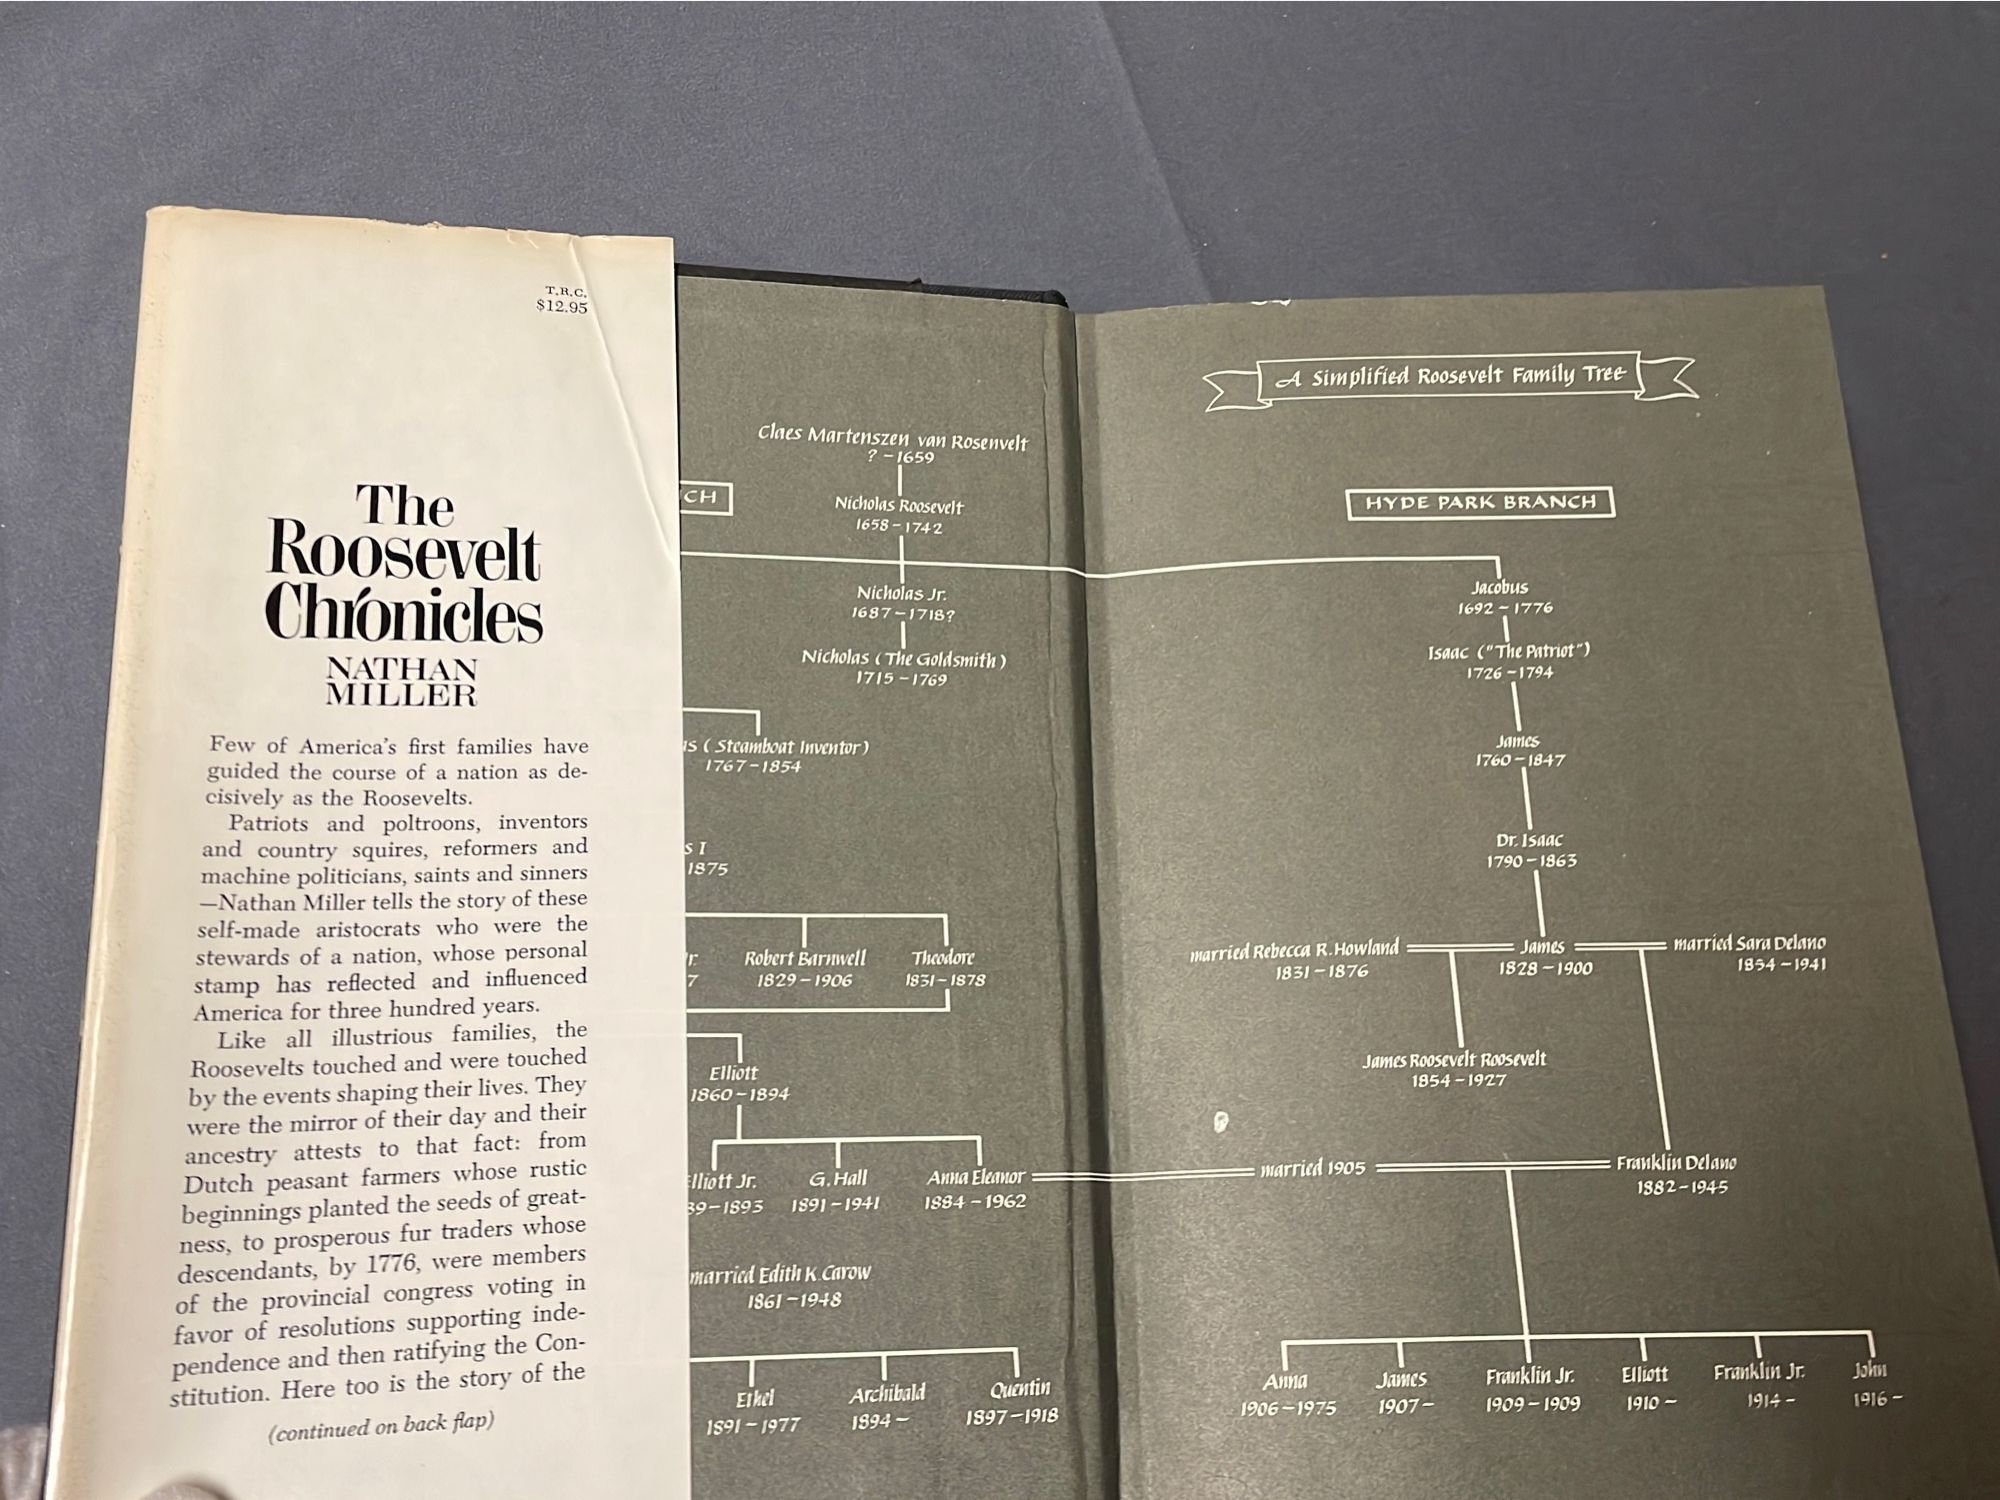 T.R.C.
$12.95
The
Roosevelt
Chronicles
NATHAN
MILLER
Few of America's first families have
guided the course of a nation as de-
cisively as the Roosevelts.
Patriots and poltroons, inventors
and country squires, reformers and
machine politicians, saints and sinners
—Nathan Miller tells the story of these
self-made aristocrats who were the
stewards of a nation, whose personal
stamp has reflected and influenced
America for three hundred years.
Like all illustrious families, the
Roosevelts touched and were touched
by the events shaping their lives. They
were the mirror of their day and their
ancestry attests to that fact: from
Dutch peasant farmers whose rustic
beginnings planted the seeds of great-
ness, to prosperous fur traders whose
descendants, by 1776, were members
of the provincial congress voting in
favor of resolutions supporting inde-
pendence and then ratifying the Con-
stitution. Here too is the story of the
(continued on back flap)
Claes Martenszen van Rosenvelt
? – 1659
CH
Nicholas Roosevelt
1658 – 1742
Nicholas Jr.
1687 – 1718?
Nicholas (The Goldsmith)
1715 – 1769
us (Steamboat Inventor)
1767 – 1854
s I
1875
r.
7
Robert Barnwell
1829 – 1906
Theodore
1831 – 1878
Elliott
1860 – 1894
lliott Jr.
89 – 1893
G. Hall
1891 – 1941
Anna Eleanor
1884 – 1962
married Edith K. Carow
1861 – 1948
Ethel
1891 – 1977
Archibald
1894 –
Quentin
1897 – 1918
A Simplified Roosevelt Family Tree
HYDE PARK BRANCH
Jacobus
1692 – 1776
Isaac ("The Patriot")
1726 – 1794
James
1760 – 1847
Dr. Isaac
1790 – 1863
married Rebecca R. Howland
1831 – 1876
James
1828 – 1900
married Sara Delano
1854 – 1941
James Roosevelt Roosevelt
1854 – 1927
married 1905
Franklin Delano
1882 – 1945
Anna
1906 – 1975
James
1907 –
Franklin Jr.
1909 – 1909
Elliott
1910 –
Franklin Jr.
1914 –
John
1916 –